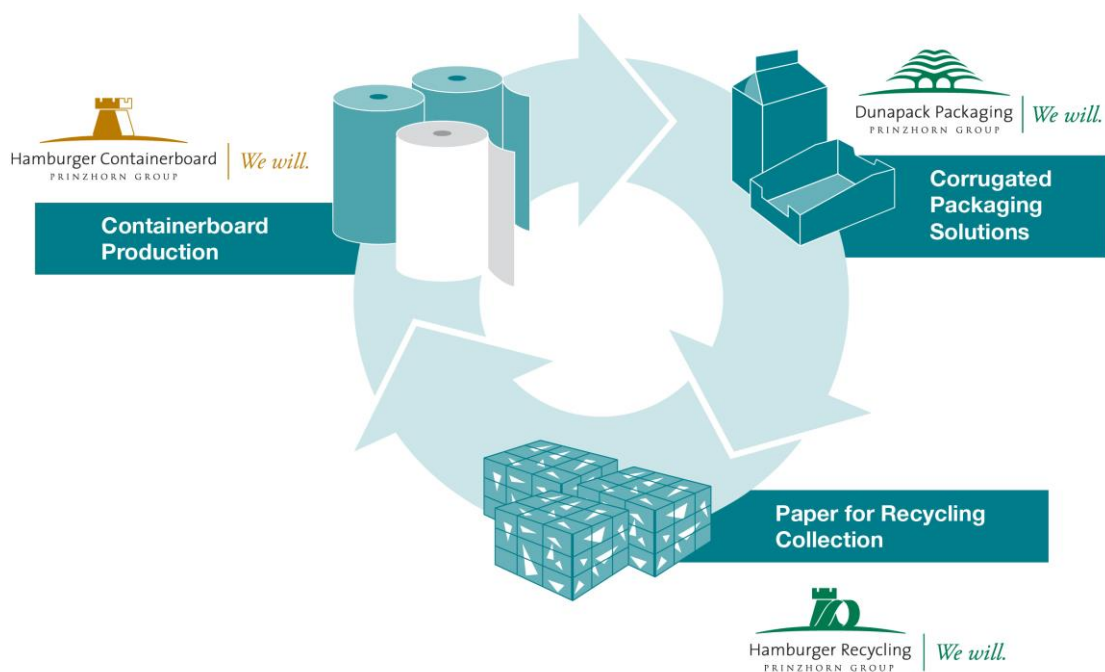 Dunapack Packaging
PRINZHORN GROUP
We will.
Hamburger Containerboard
PRINZHORN GROUP
We will.
Corrugated
Packaging
Solutions
Containerboard
Production
Paper for Recycling
Collection
Hamburger Recycling
PRINZHORN GROUP
We will.